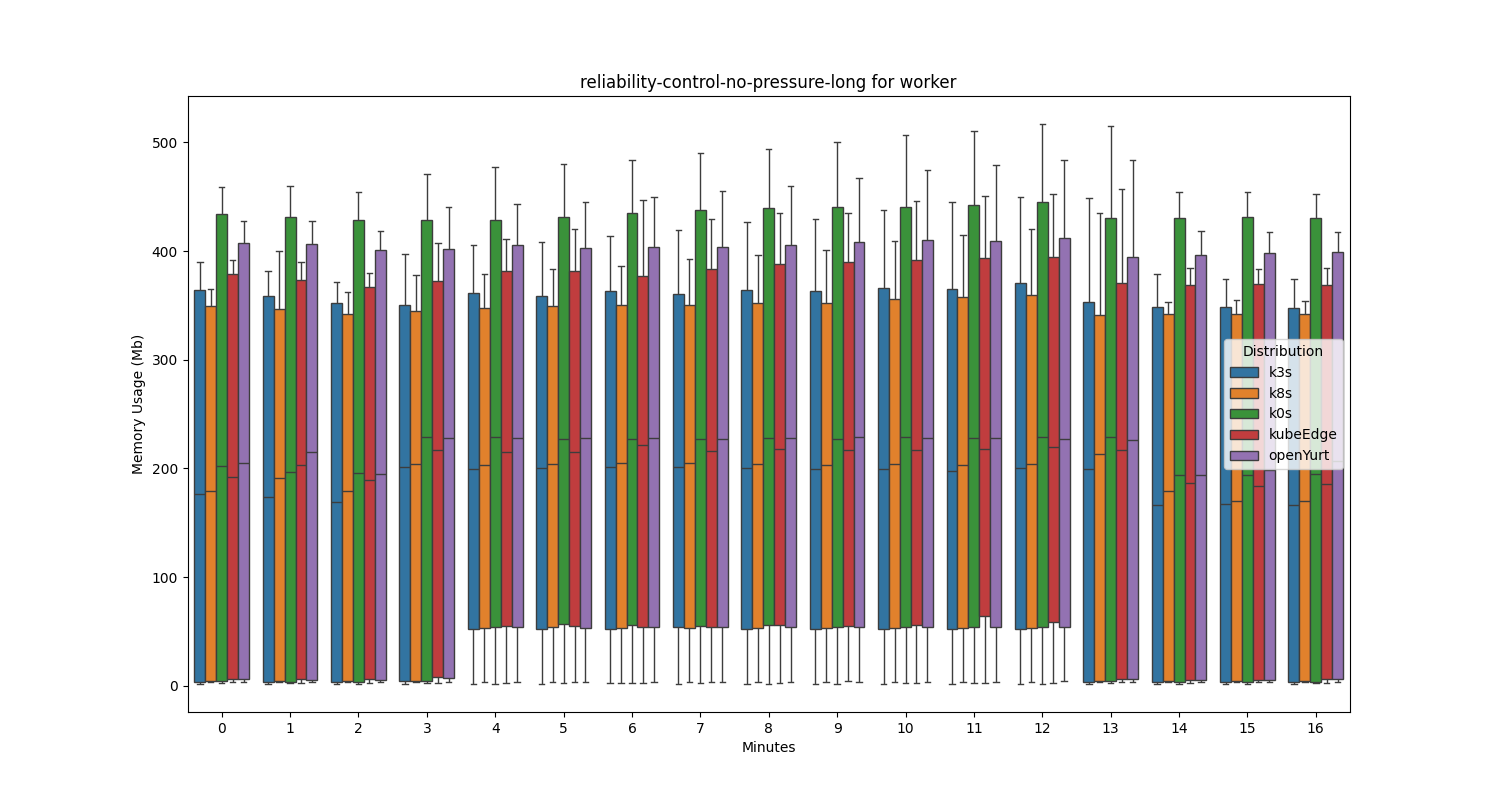 reliability-control-no-pressure-long for worker
Memory Usage (Mb)
500
400
300
200
100
0
Distribution
k3s
k8s
k0s
kubeEdge
openYurt
0 1 2 3 4 5 6 7 8 9 10 11 12 13 14 15 16
Minutes